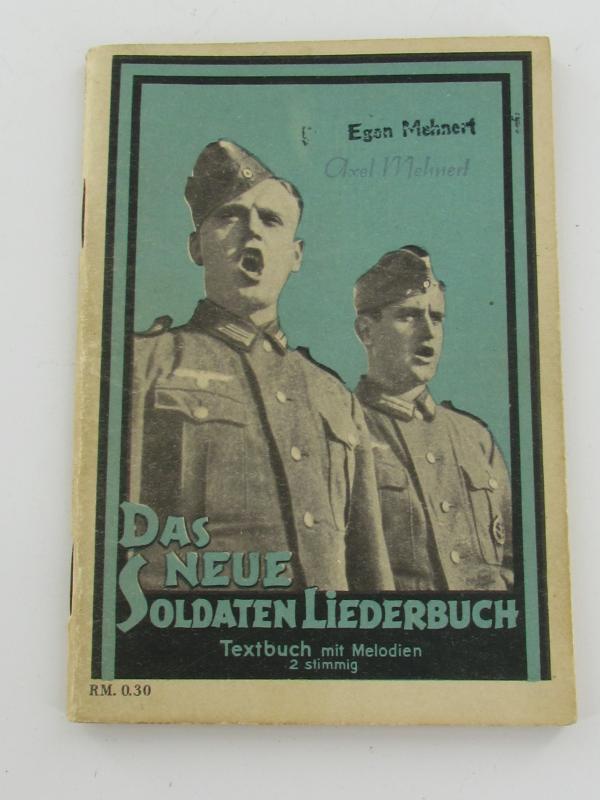 Egon Mehnert
Axel Mehnert
DAS
NEUE
SOLDATEN LIEDERBUCH
Textbuch mit Melodien
2 stimmig
RM. 0.30